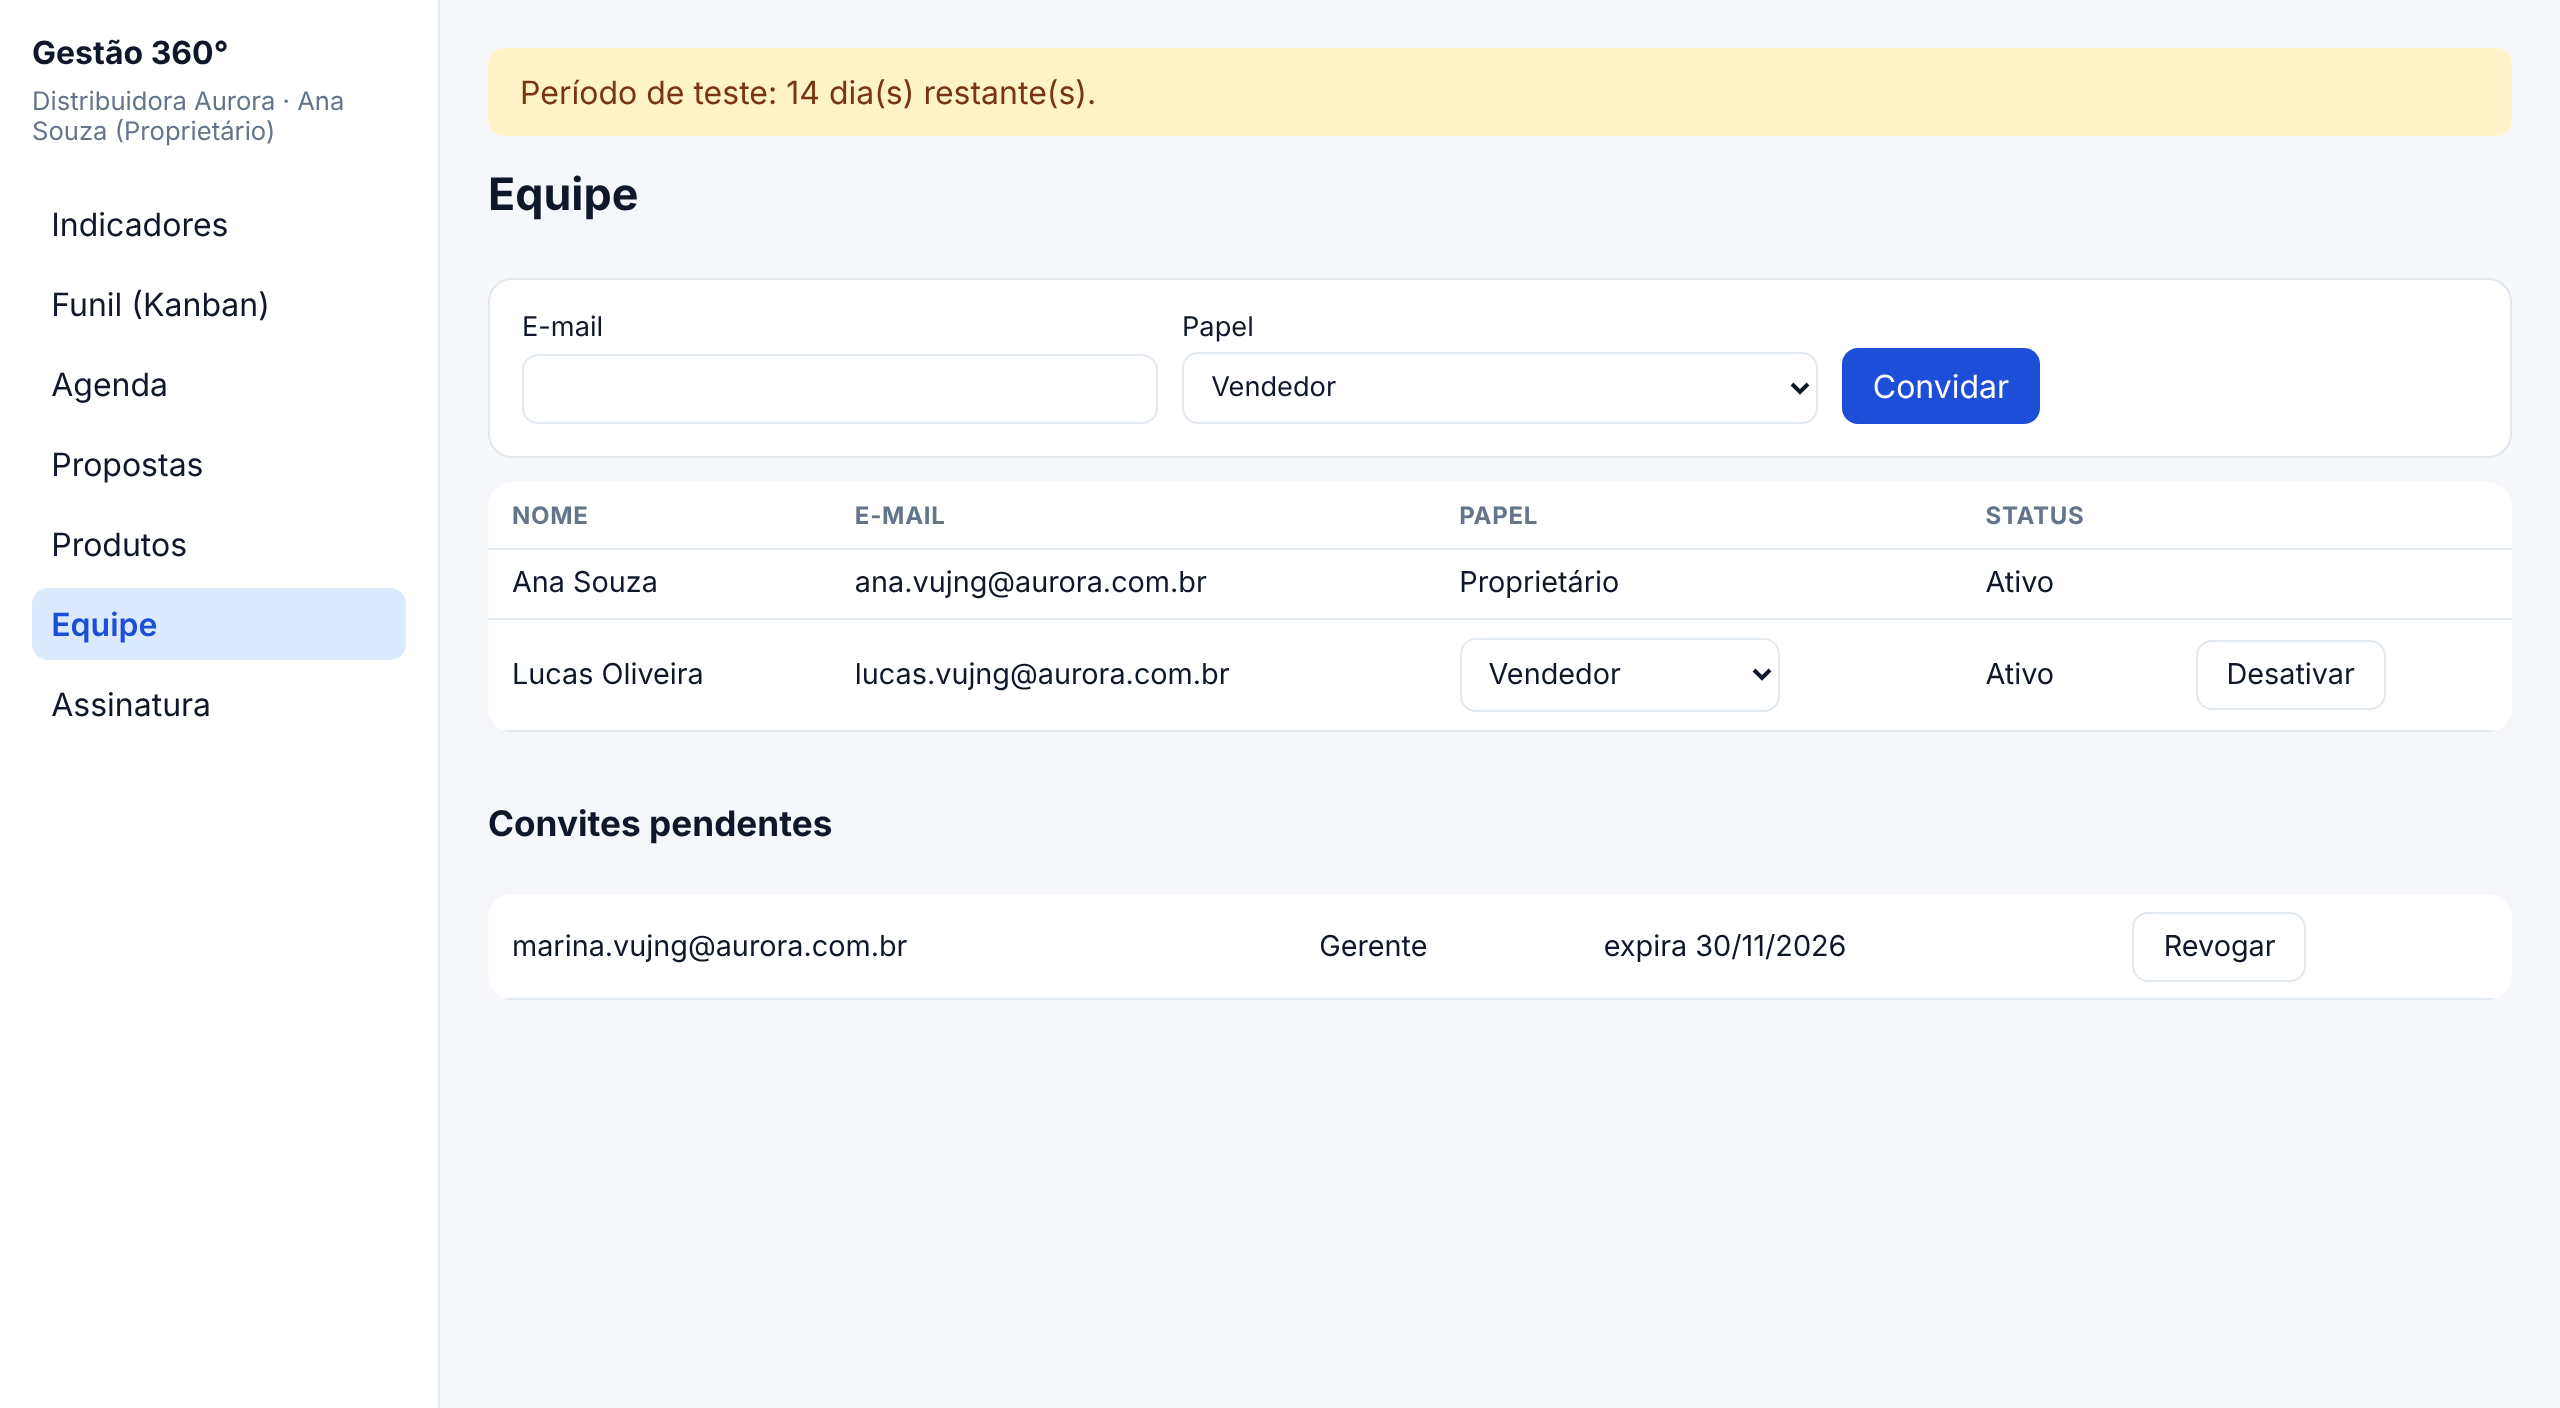 Gestão 360°
Distribuidora Aurora · Ana
Souza (Proprietário)
Indicadores
Funil (Kanban)
Agenda
Propostas
Produtos
Equipe
Assinatura
Período de teste: 14 dia(s) restante(s).
Equipe
E-mail Papel
Vendedor Convidar
NOME E-MAIL PAPEL STATUS
Ana Souza ana.vujng@aurora.com.br Proprietário Ativo
Lucas Oliveira lucas.vujng@aurora.com.br Vendedor Ativo Desativar
Convites pendentes
marina.vujng@aurora.com.br Gerente expira 30/11/2026 Revogar